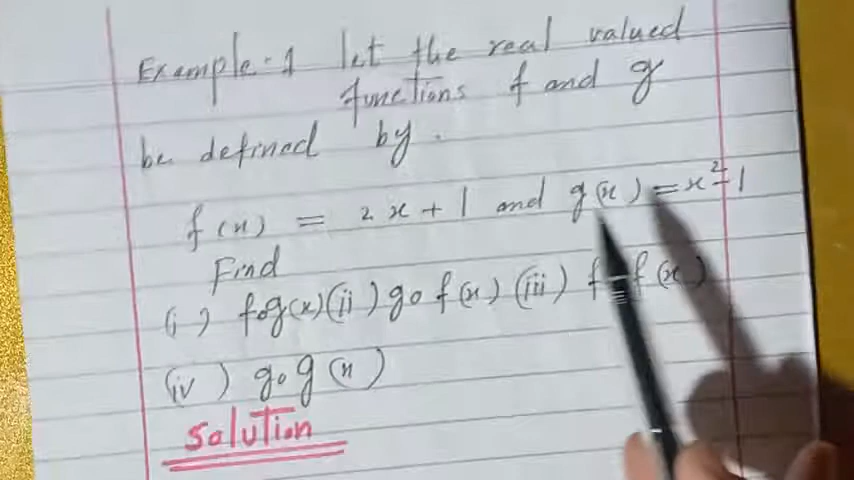 Example-1 let the real valued
functions f and g
be defined by.
f(x) = 2x + 1 and g(x) = x² - 1
Find
(i) fog(x) (ii) gof(x) (iii) f f(x)
(iv) gog(x)
Solution